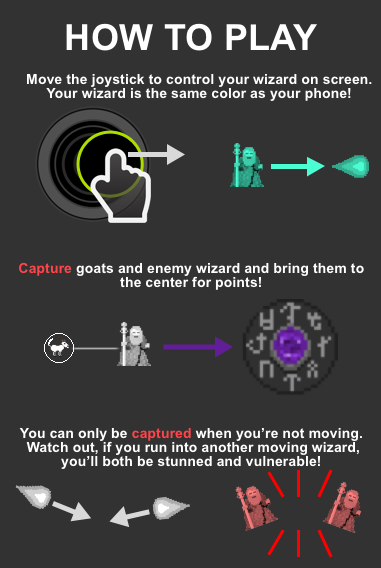 HOW TO PLAY
Move the joystick to control your wizard on screen.
Your wizard is the same color as your phone!
Capture goats and enemy wizard and bring them to
the center for points!
You can only be captured when you're not moving.
Watch out, if you run into another moving wizard,
you'll both be stunned and vulnerable!